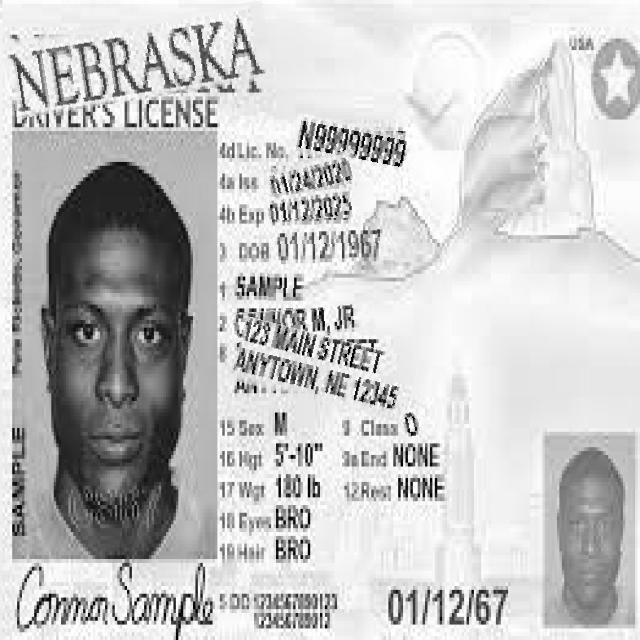 NEBRASKA
USA
DRIVER'S LICENSE
4d Lic. No. N99999999
4a Iss 01/24/2020
4b Exp 01/12/2025
3 DOB 01/12/1967
1 SAMPLE
2 CONNOR M, JR
8 123 MAIN STREET
ANYTOWN, NE 12345
15 Sex M 9 Class O
16 Hgt 5'-10" 9a End NONE
17 Wgt 180 lb 12 Rest NONE
18 Eyes BRO
19 Hair BRO
5 DD 123456789123
123456789012
01/12/67
SAMPLE
Pete Ricketts, Governor
Connor Sample